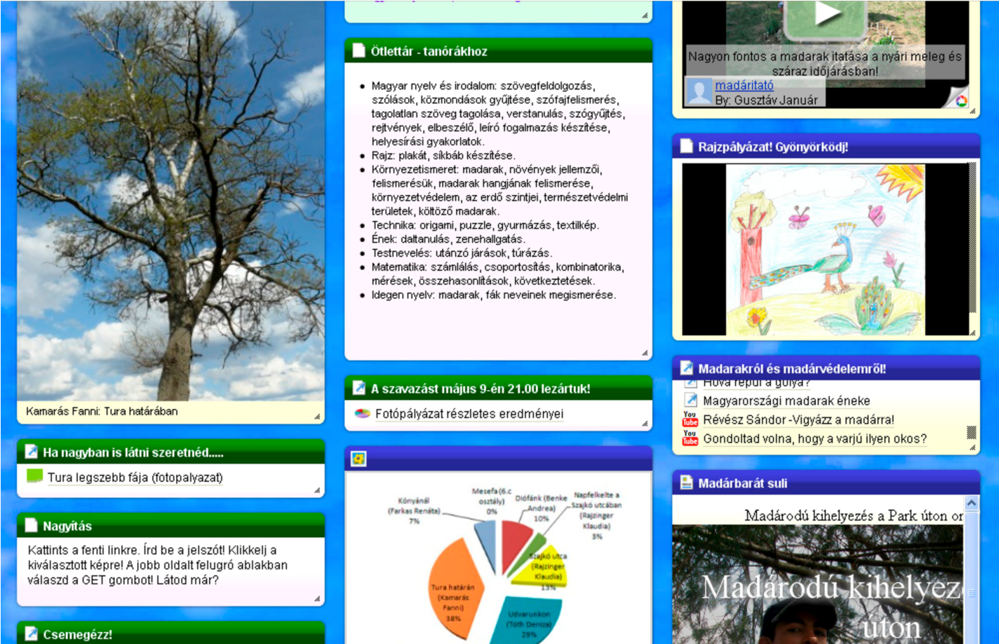 Kamarás Fanni: Tura határában
Ha nagyban is látni szeretnéd.....
Tura legszebb fája (fotopalyazat)
Nagyítás
Kattints a fenti linkre. Írd be a jelszót! Klikkelj a
kiválasztott képre! A jobb oldalt felugró ablakban
válaszd a GET gombot! Látod már?
Csemegézz!
Ötlettár - tanórákhoz
Magyar nyelv és irodalom: szövegfeldolgozás,
szólások, közmondások gyűjtése, szófajfelismerés,
tagolatlan szöveg tagolása, verstanulás, szógyűjtés,
rejtvények, elbeszélő, leíró fogalmazás készítése,
helyesírási gyakorlatok.
Rajz: plakát, síkbáb készítése.
Környezetismeret: madarak, növények jellemzői,
felismerésük, madarak hangjának felismerése,
környezetvédelem, az erdő szintjei, természetvédelmi
területek, költöző madarak.
Technika: origami, puzzle, gyurmázás, textilkép.
Ének: daltanulás, zenehallgatás.
Testnevelés: utánzó járások, túrázás.
Matematika: számlálás, csoportosítás, kombinatorika,
mérések, összehasonlítások, következtetések.
Idegen nyelv: madarak, fák neveinek megismerése.
A szavazást május 9-én 21.00 lezártuk!
Fotópályázat részletes eredményei
Kónyánál
(Farkas Renáta)
7%
Mesefa (6.c
osztály)
0%
Diófánk (Benke
Andrea)
10%
Napfelkelte a
Szajkó utcában
(Rajzinger
Klaudia)
3%
Szajkó utca
(Rajzinger
Klaudia)
13%
Tura határán
(Kamarás
Fanni)
38%
Udvarunkon
(Tóth Deniza)
29%
Nagyon fontos a madarak itatása a nyári meleg és
száraz időjárásban!
madáritató
By: Gusztáv Január
Rajzpályázat! Gyönyörködj!
Madarakról és madárvédelemről!
Hova repül a gólya?
Magyarországi madarak éneke
You Tube Révész Sándor -Vigyázz a madárra!
You Tube Gondoltad volna, hogy a varjú ilyen okos?
Madárbarát suli
Madárodú kihelyezés a Park úton or
Madárodú kihelyez
úton